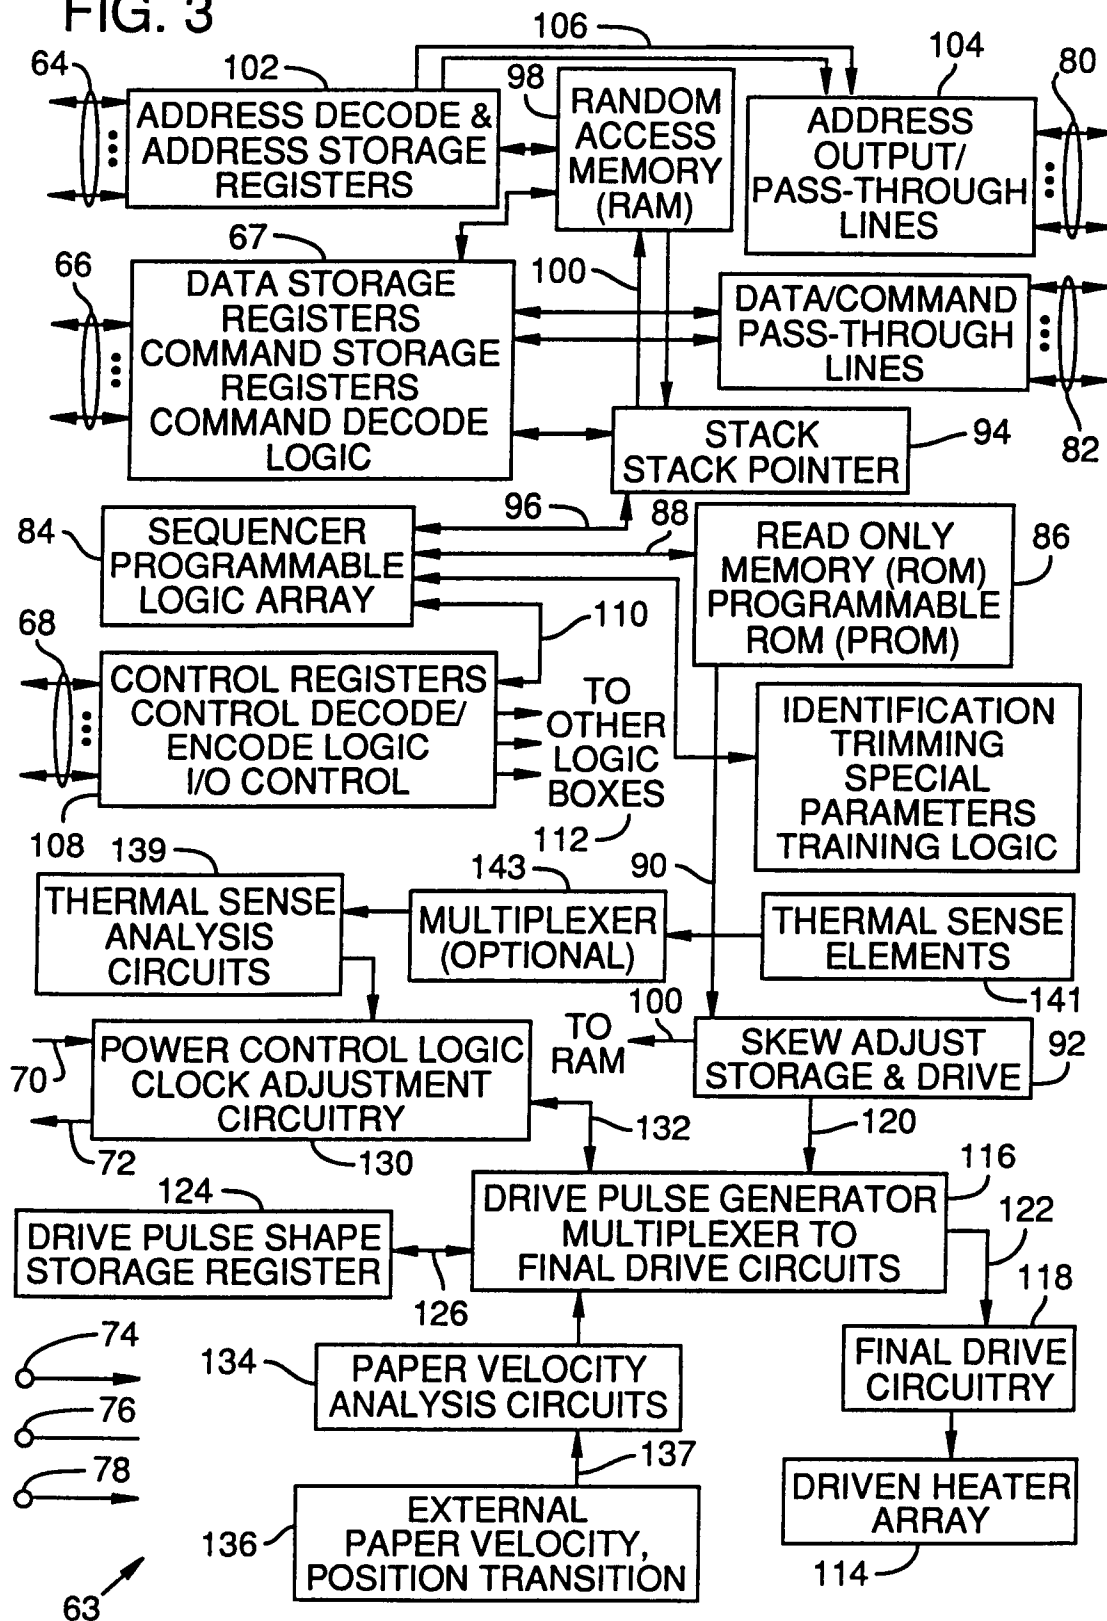 FIG. 3
106
64
102
98
104
80
ADDRESS DECODE &
ADDRESS STORAGE
REGISTERS
RANDOM
ACCESS
MEMORY
(RAM)
ADDRESS
OUTPUT/
PASS-THROUGH
LINES
67
66
100
DATA STORAGE
REGISTERS
COMMAND STORAGE
REGISTERS
COMMAND DECODE
LOGIC
DATA/COMMAND
PASS-THROUGH
LINES
82
STACK
STACK POINTER
94
96
88
84
SEQUENCER
PROGRAMMABLE
LOGIC ARRAY
READ ONLY
MEMORY (ROM)
PROGRAMMABLE
ROM (PROM)
86
110
68
CONTROL REGISTERS
CONTROL DECODE/
ENCODE LOGIC
I/O CONTROL
TO
OTHER
LOGIC
BOXES
112
108
IDENTIFICATION
TRIMMING
SPECIAL
PARAMETERS
TRAINING LOGIC
139
143
90
THERMAL SENSE
ANALYSIS
CIRCUITS
MULTIPLEXER
(OPTIONAL)
THERMAL SENSE
ELEMENTS
141
100
TO
RAM
70
POWER CONTROL LOGIC
CLOCK ADJUSTMENT
CIRCUITRY
SKEW ADJUST
STORAGE & DRIVE
92
72
130
132
120
116
124
DRIVE PULSE SHAPE
STORAGE REGISTER
126
DRIVE PULSE GENERATOR
MULTIPLEXER TO
FINAL DRIVE CIRCUITS
122
118
74
134
PAPER VELOCITY
ANALYSIS CIRCUITS
FINAL DRIVE
CIRCUITRY
76
137
78
136
EXTERNAL
PAPER VELOCITY,
POSITION TRANSITION
DRIVEN HEATER
ARRAY
114
63